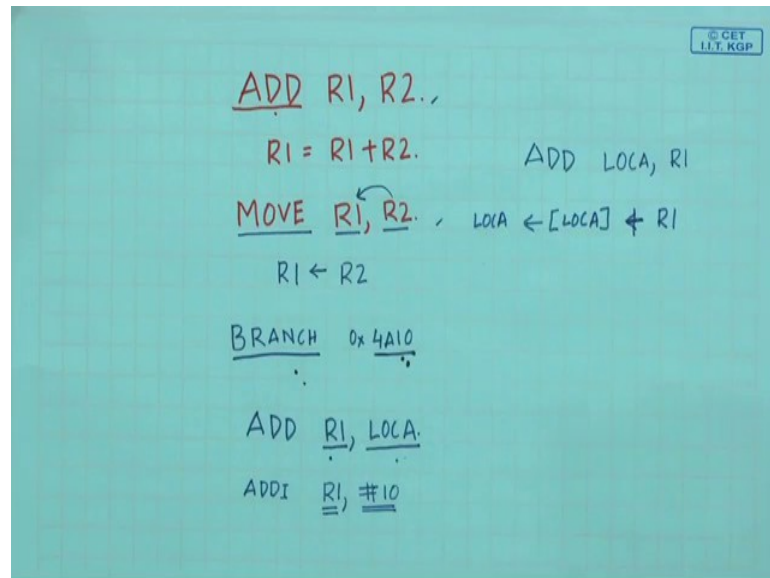 © CET
I.I.T. KGP
ADD R1, R2.,
R1 = R1 + R2.
ADD LOCA, R1
MOVE R1, R2. ,
LOCA ← [LOCA] + R1
R1 ← R2
BRANCH 0x 4A10
ADD R1, LOCA.
ADDI R1, #10